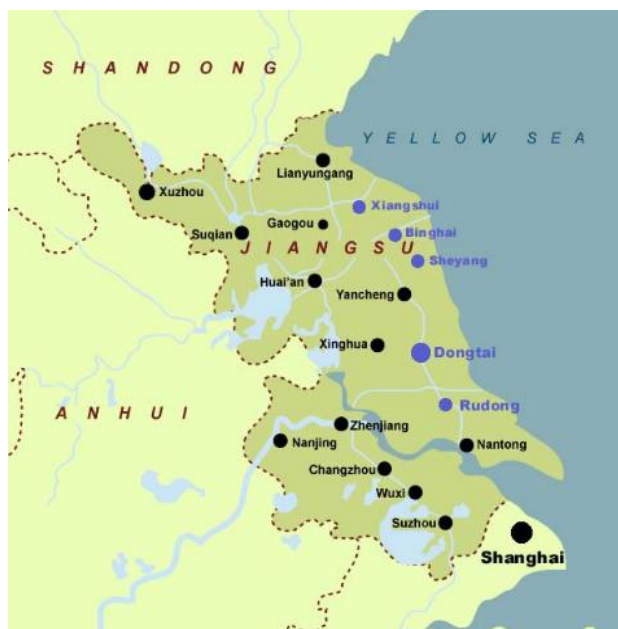 SHANDONG
YELLOW SEA
Lianyungang
Xuzhou
Xiangshui
Gaogou
Suqian
Binghai
JIANGSU
Sheyang
Huai'an
Yancheng
Xinghua
Dongtai
Rudong
ANHUI
Zhenjiang
Nanjing
Nantong
Changzhou
Wuxi
Suzhou
Shanghai